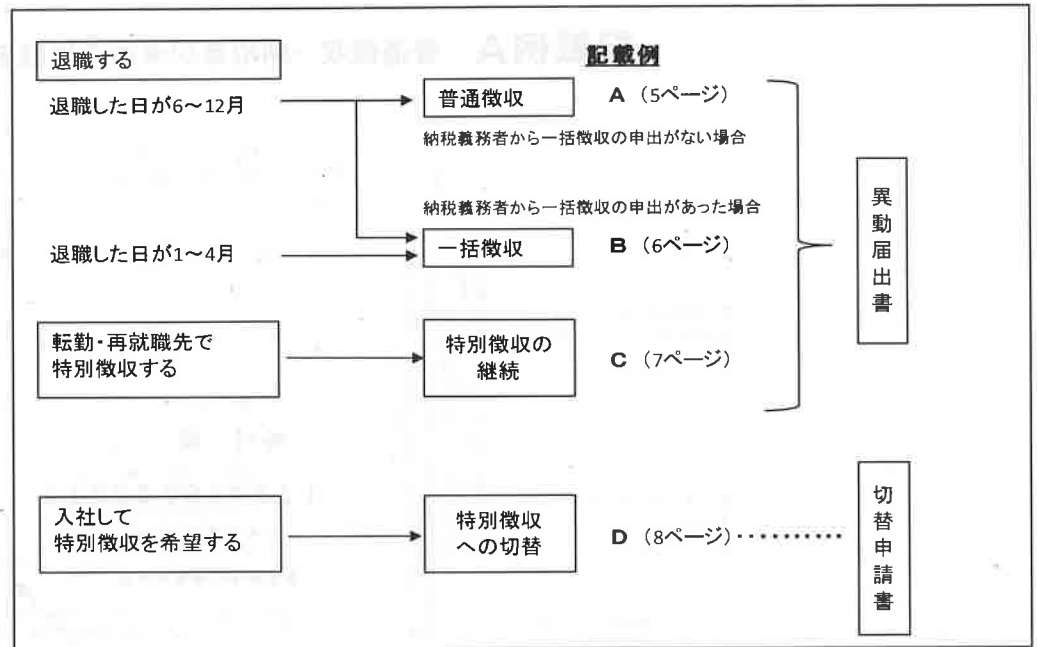 記載例
退職する
退職した日が6～12月
普通徴収
A （5ページ）
納税義務者から一括徴収の申出がない場合
納税義務者から一括徴収の申出があった場合
退職した日が1～4月
一括徴収
B （6ページ）
転勤・再就職先で
特別徴収する
特別徴収の
継続
C （7ページ）
異動届出書
入社して
特別徴収を希望する
特別徴収
への切替
D （8ページ）‥‥‥‥‥
切替申請書